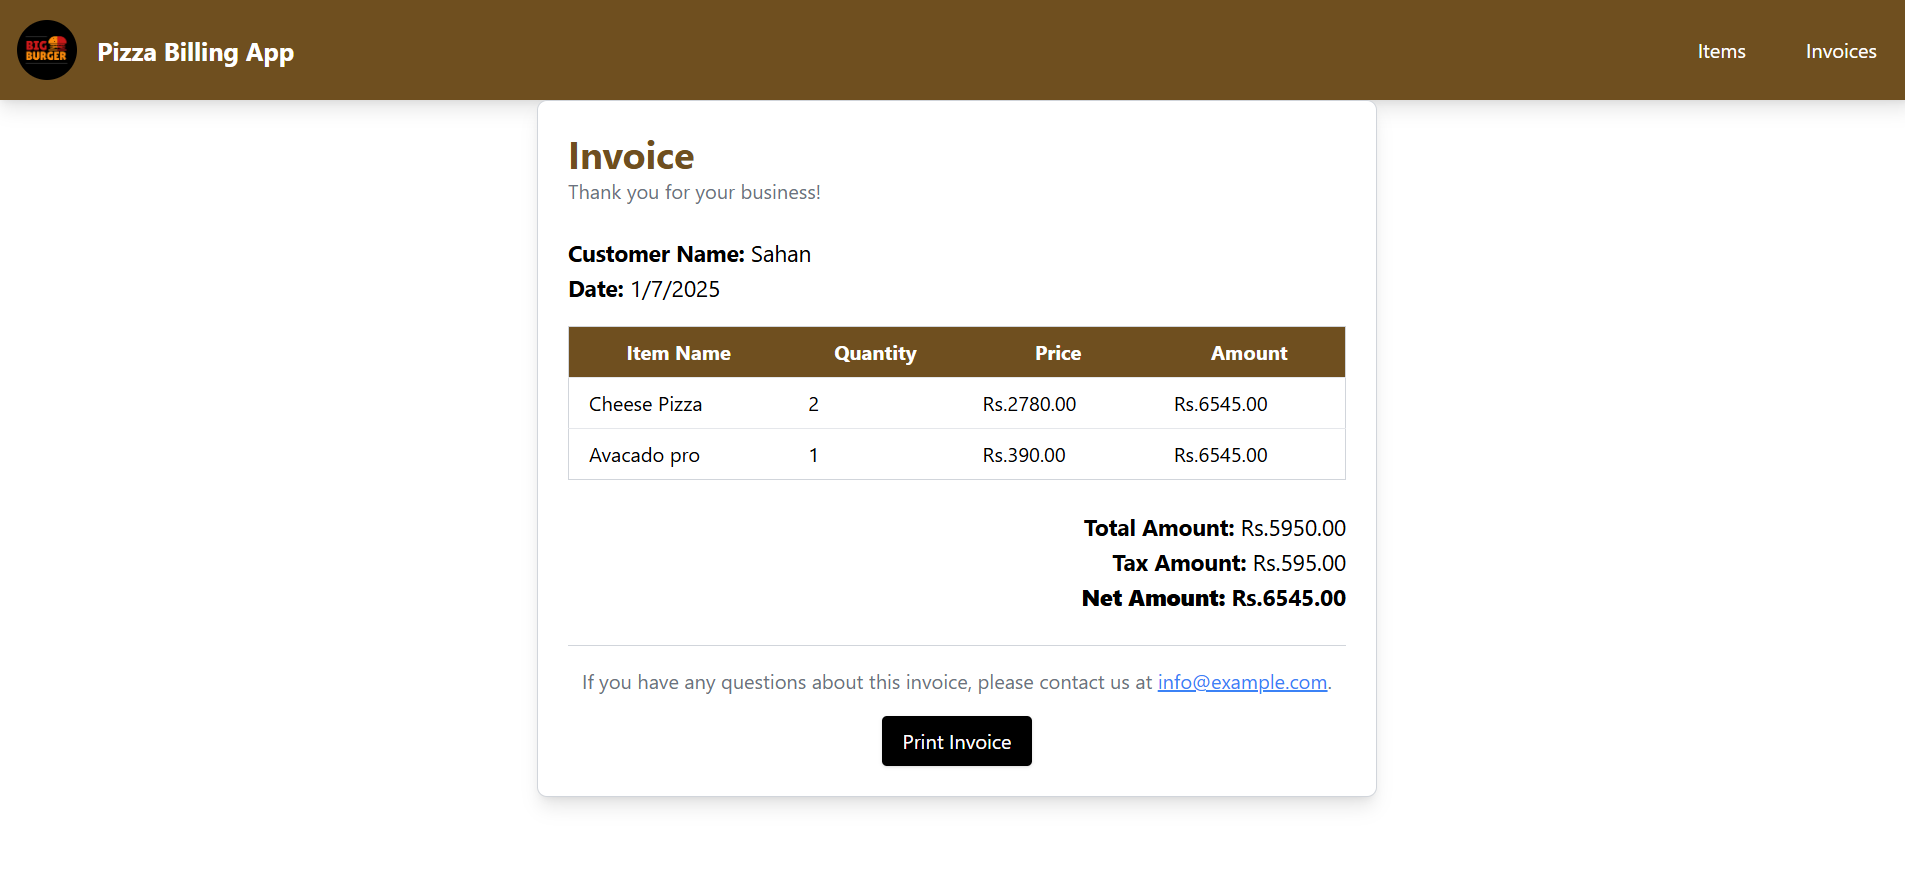 BIG
BURGER
Pizza Billing App
Items
Invoices
Invoice
Thank you for your business!
Customer Name: Sahan
Date: 1/7/2025
Item Name Quantity Price Amount
Cheese Pizza 2 Rs.2780.00 Rs.6545.00
Avacado pro 1 Rs.390.00 Rs.6545.00
Total Amount: Rs.5950.00
Tax Amount: Rs.595.00
Net Amount: Rs.6545.00
If you have any questions about this invoice, please contact us at info@example.com.
Print Invoice